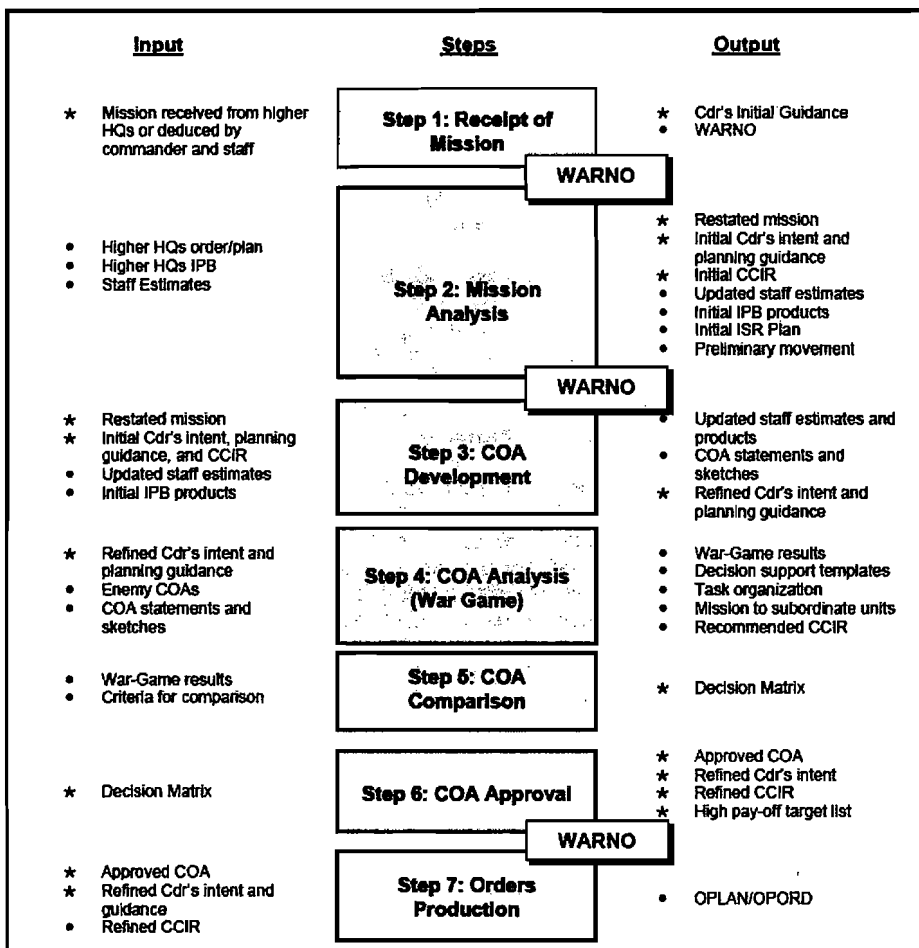 Input
Steps
Output
★ Mission received from higher
HQs or deduced by
commander and staff
Step 1: Receipt of
Mission
★ Cdr's Initial Guidance
• WARNO
WARNO
• Higher HQs order/plan
• Higher HQs IPB
• Staff Estimates
Step 2: Mission
Analysis
★ Restated mission
★ Initial Cdr's intent and
planning guidance
★ Initial CCIR
• Updated staff estimates
• Initial IPB products
• Initial ISR Plan
• Preliminary movement
WARNO
★ Restated mission
★ Initial Cdr's intent, planning
guidance, and CCIR
• Updated staff estimates
• Initial IPB products
Step 3: COA
Development
• Updated staff estimates and
products
• COA statements and
sketches
★ Refined Cdr's intent and
planning guidance
★ Refined Cdr's intent and
planning guidance
• Enemy COAs
• COA statements and
sketches
Step 4: COA Analysis
(War Game)
• War-Game results
• Decision support templates
• Task organization
• Mission to subordinate units
• Recommended CCIR
• War-Game results
• Criteria for comparison
Step 5: COA
Comparison
★ Decision Matrix
★ Decision Matrix
Step 6: COA Approval
★ Approved COA
★ Refined Cdr's intent
★ Refined CCIR
★ High pay-off target list
WARNO
★ Approved COA
★ Refined Cdr's intent and
guidance
• Refined CCIR
Step 7: Orders
Production
• OPLAN/OPORD